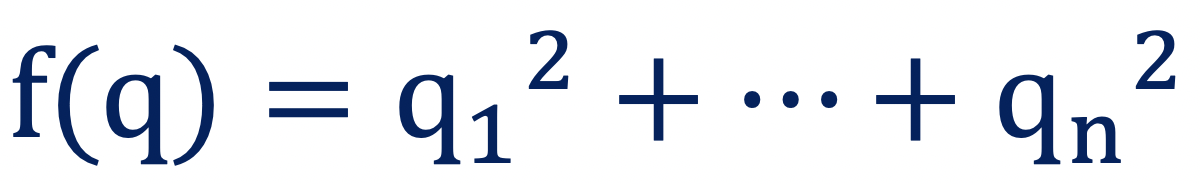 f(q) = q₁² + ⋯ + qₙ²